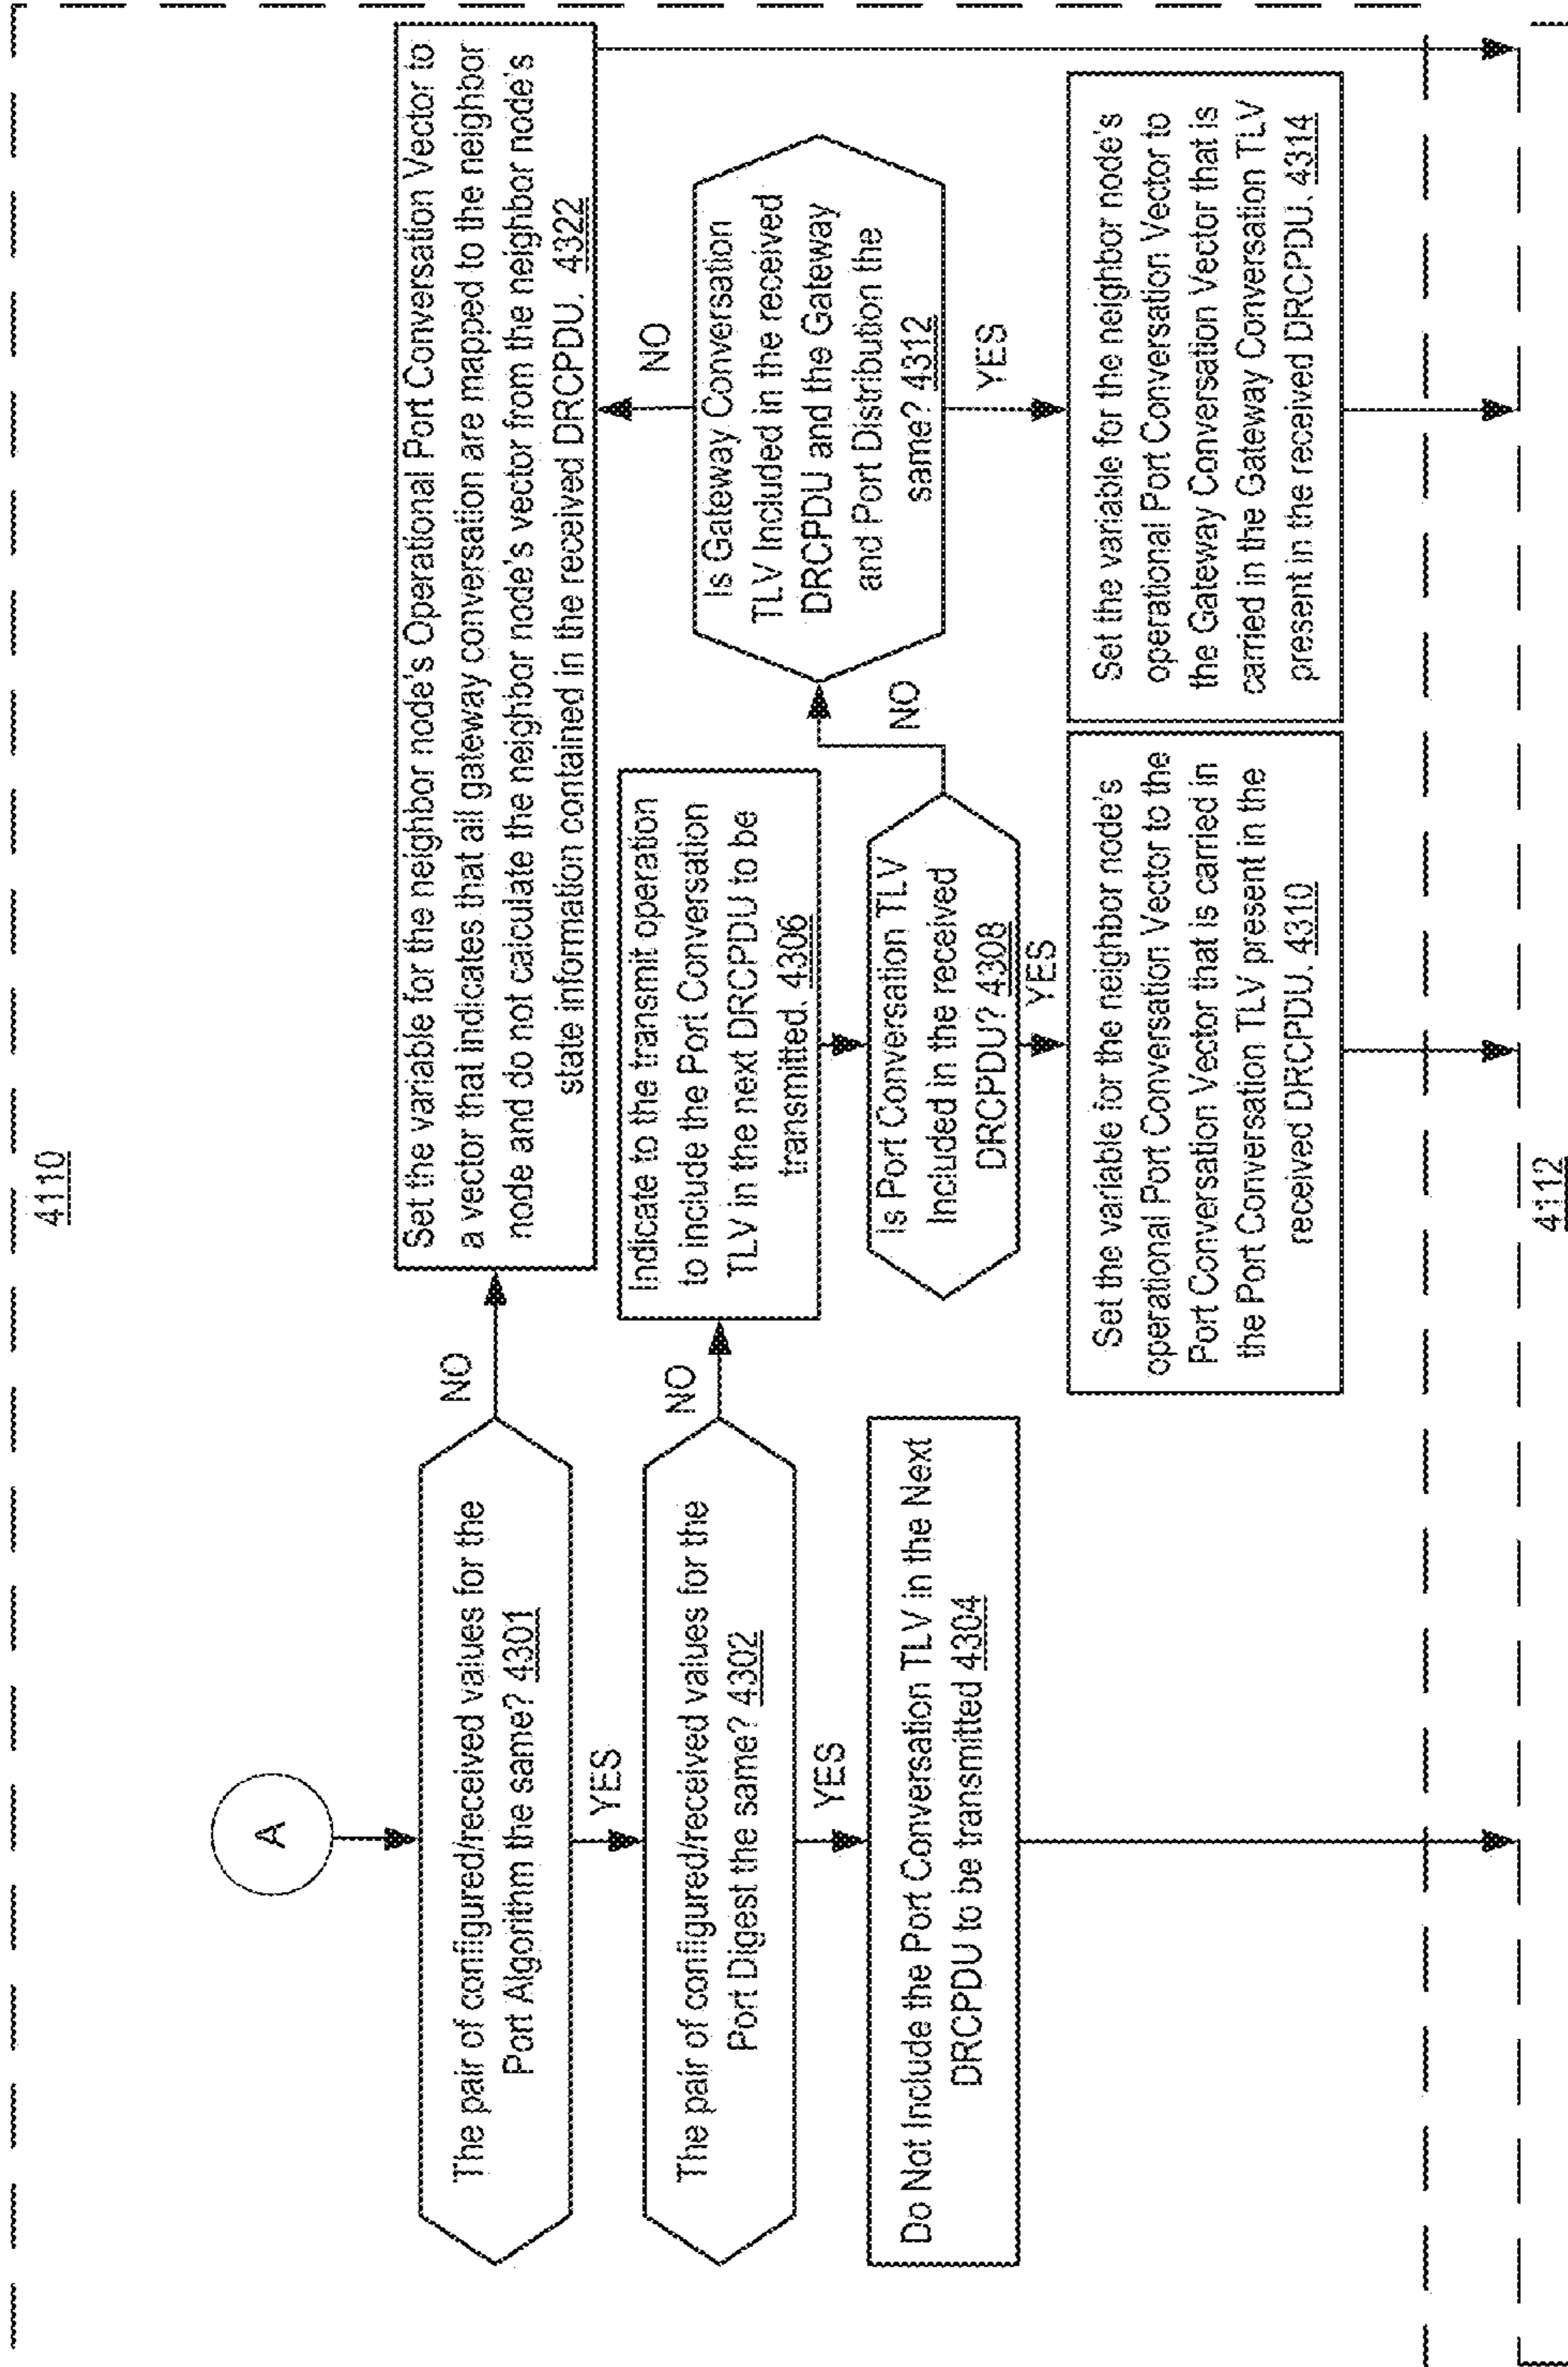 4110
A
The pair of configured/received values for the
Port Algorithm the same? 4301
NO
YES
Set the variable for the neighbor node's Operational Port Conversation Vector to
a vector that indicates that all gateway conversation are mapped to the neighbor
node and do not calculate the neighbor node's vector from the neighbor node's
state information contained in the received DRCPDU. 4322
The pair of configured/received values for the
Port Digest the same? 4302
NO
YES
Indicate to the transmit operation
to include the Port Conversation
TLV in the next DRCPDU to be
transmitted. 4306
Is Gateway Conversation
TLV Included in the received
DRCPDU and the Gateway
and Port Distribution the
same? 4312
NO
YES
Do Not Include the Port Conversation TLV in the Next
DRCPDU to be transmitted 4304
Is Port Conversation TLV
Included in the received
DRCPDU? 4308
NO
YES
Set the variable for the neighbor node's
operational Port Conversation Vector to the
Port Conversation Vector that is carried in
the Port Conversation TLV present in the
received DRCPDU. 4310
Set the variable for the neighbor node's
operational Port Conversation Vector to
the Gateway Conversation Vector that is
carried in the Gateway Conversation TLV
present in the received DRCPDU. 4314
4112